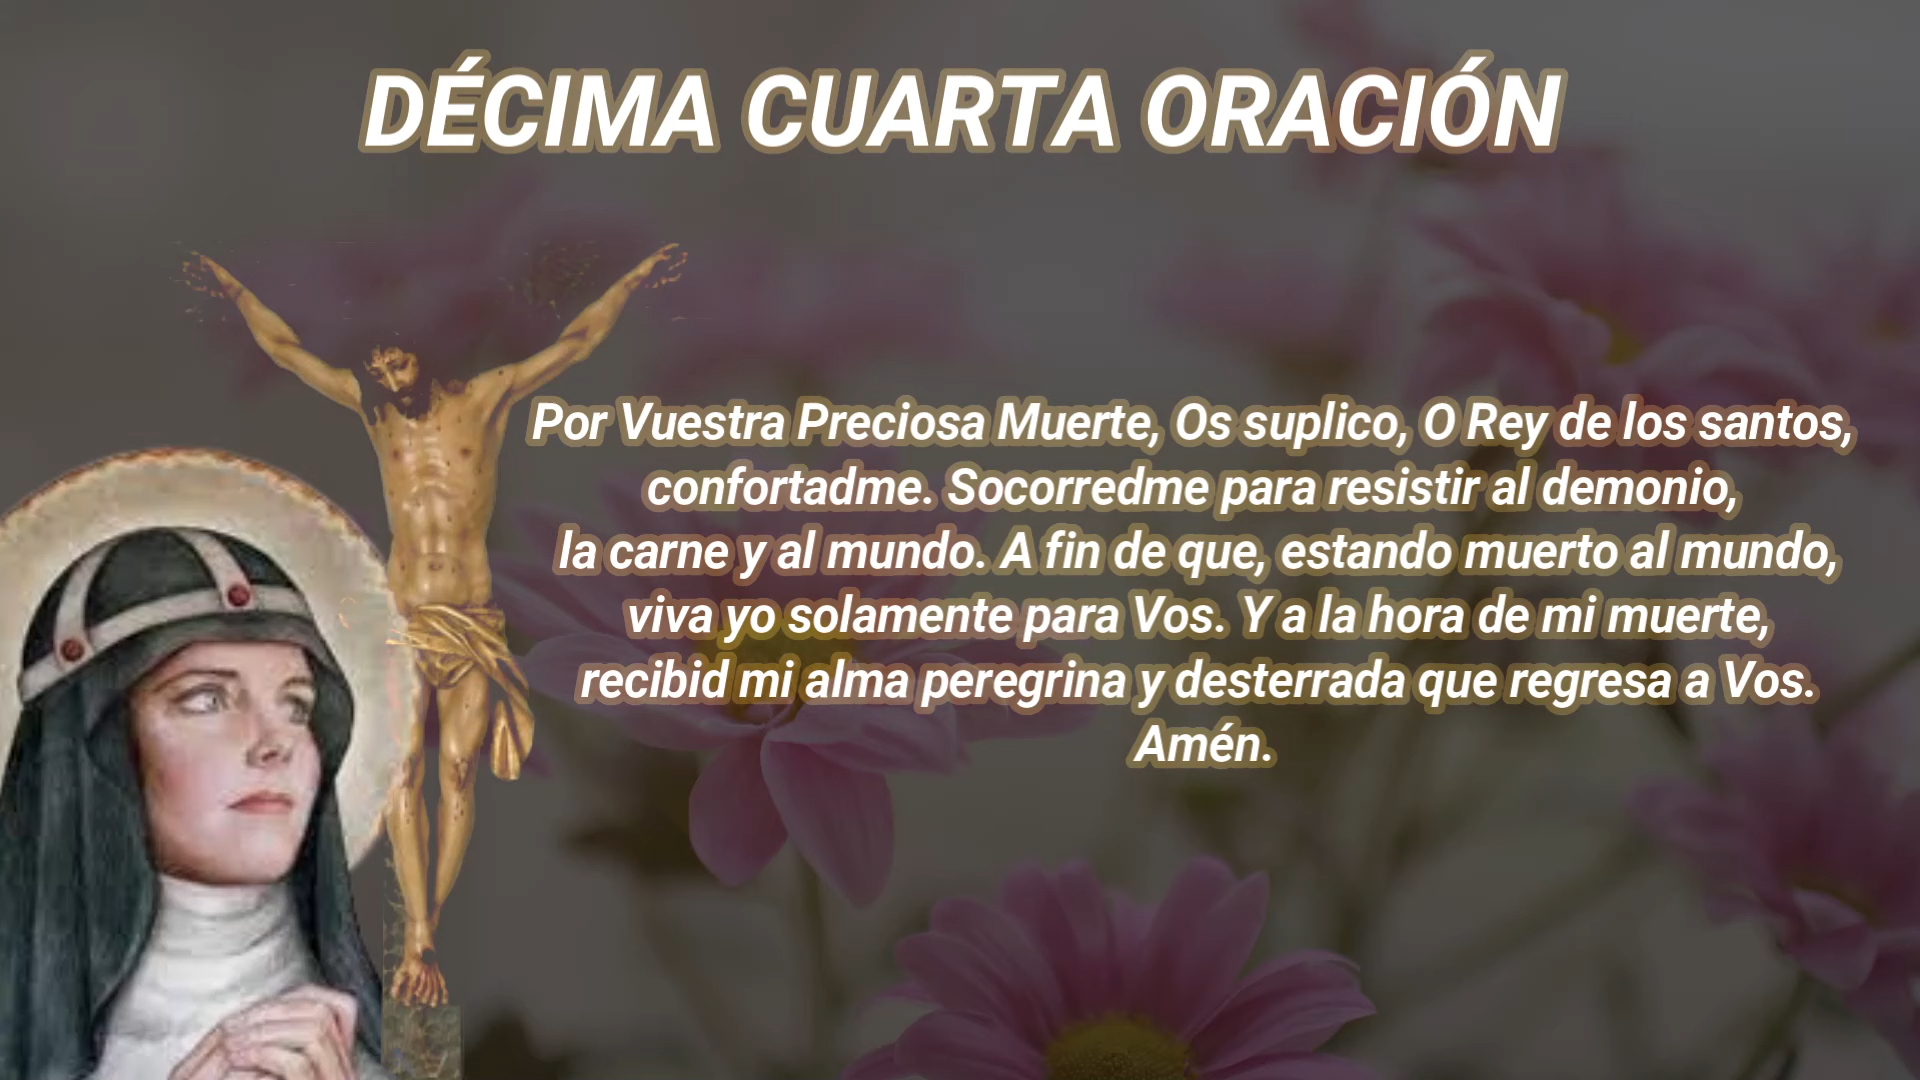 DÉCIMA CUARTA ORACIÓN
Por Vuestra Preciosa Muerte, Os suplico, O Rey de los santos,
confortadme. Socorredme para resistir al demonio,
la carne y al mundo. A fin de que, estando muerto al mundo,
viva yo solamente para Vos. Y a la hora de mi muerte,
recibid mi alma peregrina y desterrada que regresa a Vos.
Amén.